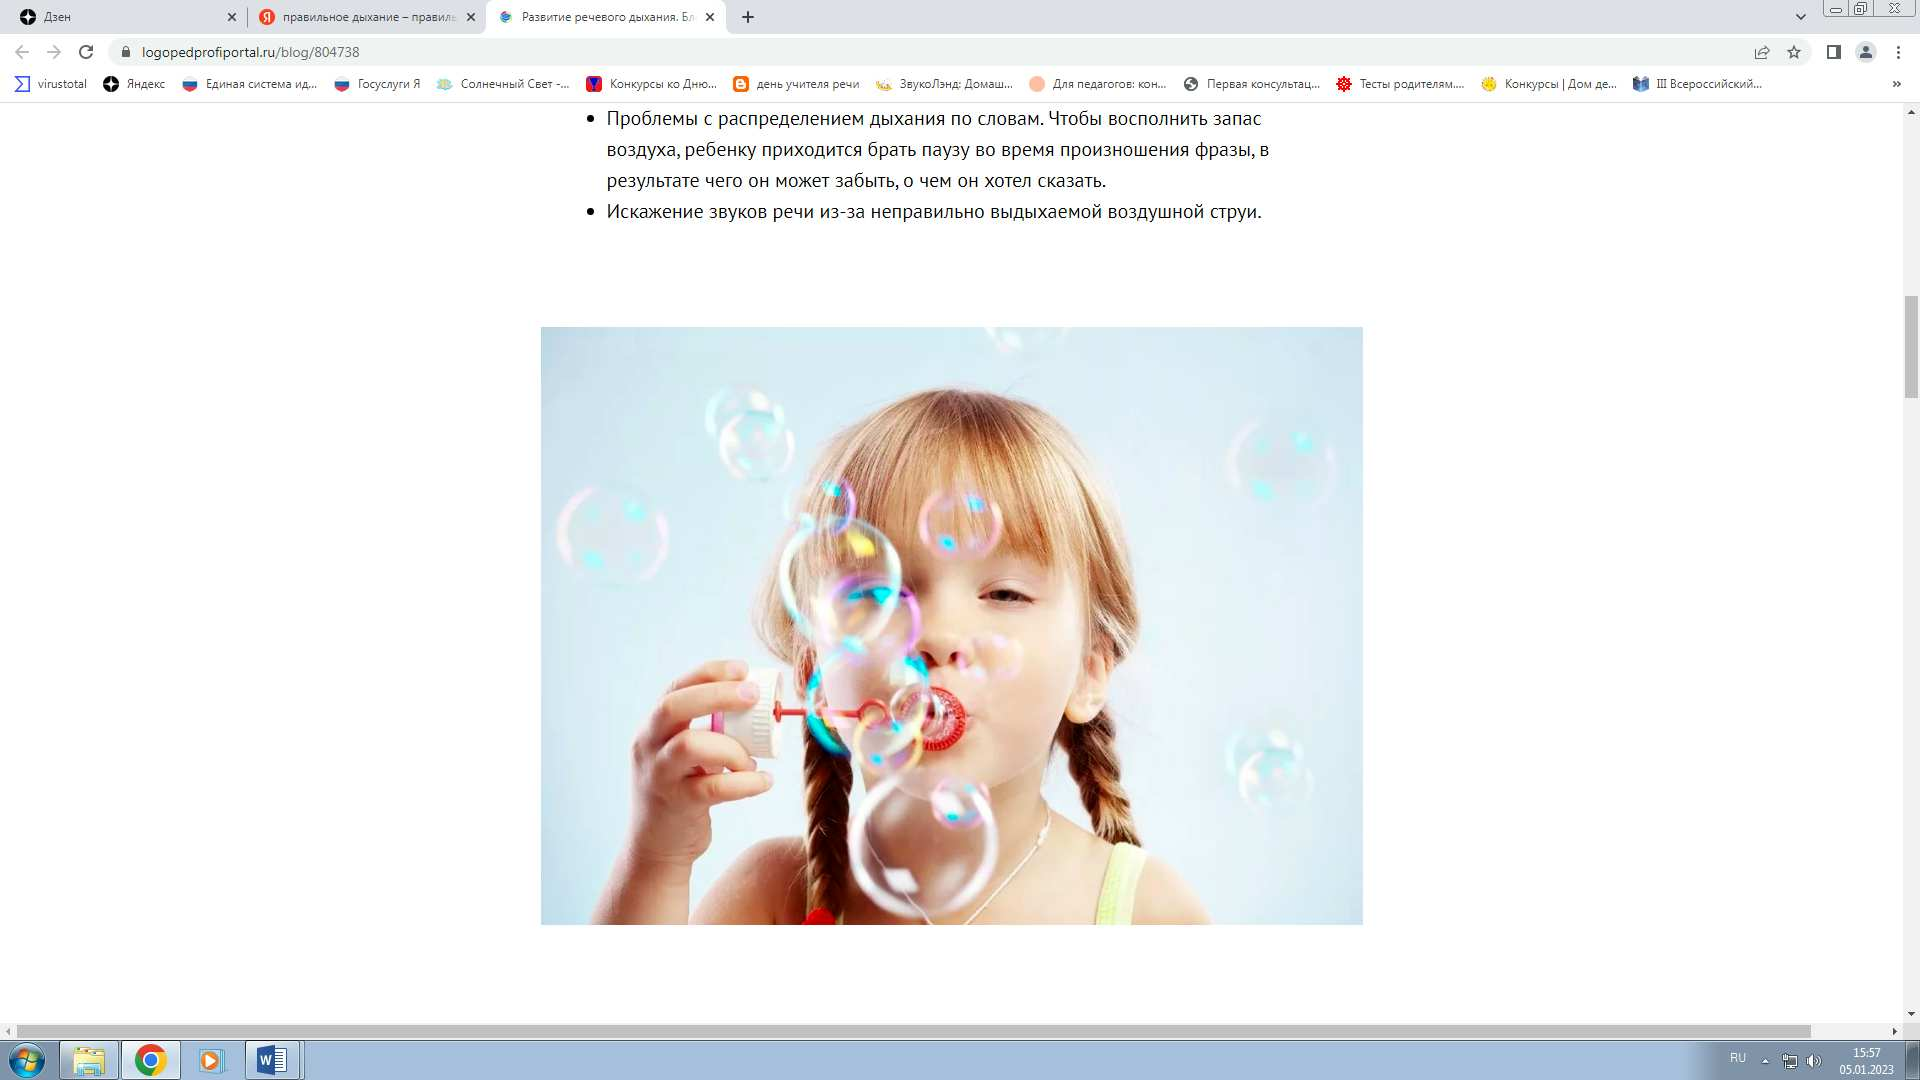 Дзен
правильное дыхание – правиль
Развитие речевого дыхания. Бл
logopedprofiportal.ru/blog/804738
virustotal
Яндекс
Единая система ид...
Госуслуги Я
Солнечный Свет -...
Конкурсы ко Дню...
день учителя речи
ЗвукоЛэнд: Домаш...
Для педагогов: кон...
Первая консультац...
Тесты родителям....
Конкурсы | Дом де...
III Всероссийский...
Проблемы с распределением дыхания по словам. Чтобы восполнить запас
воздуха, ребенку приходится брать паузу во время произношения фразы, в
результате чего он может забыть, о чем он хотел сказать.
Искажение звуков речи из-за неправильно выдыхаемой воздушной струи.
RU
15:57
05.01.2023